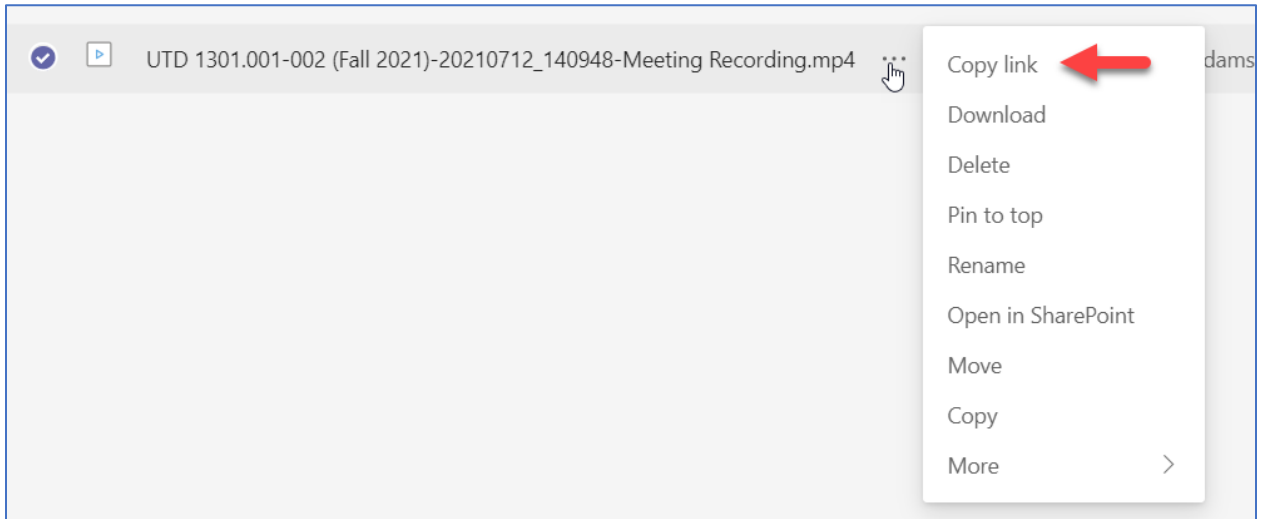 UTD 1301.001-002 (Fall 2021)-20210712_140948-Meeting Recording.mp4 ...
Copy link
dams
Download
Delete
Pin to top
Rename
Open in SharePoint
Move
Copy
More